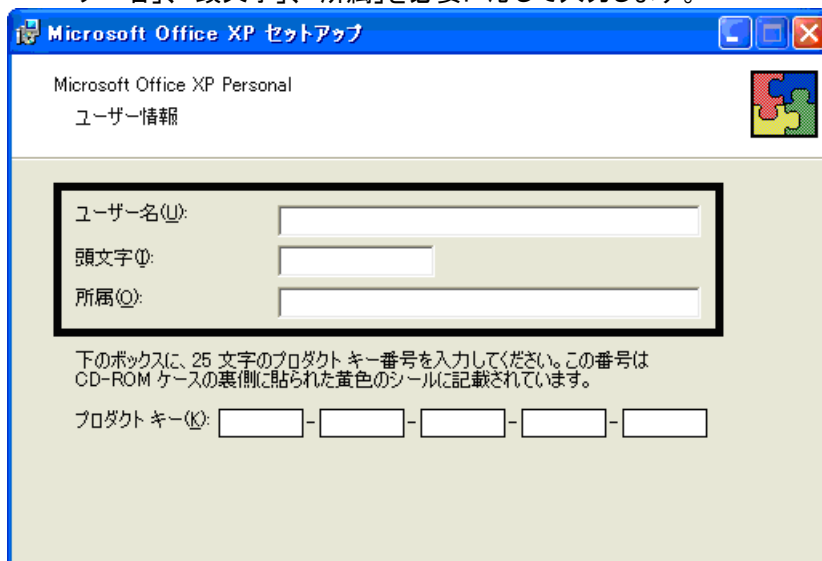 Microsoft Office XP セットアップ
Microsoft Office XP Personal
ユーザー情報
ユーザー名(U):
頭文字(I):
所属(O):
下のボックスに、25 文字のプロダクト キー番号を入力してください。この番号は
CD-ROM ケースの裏側に貼られた黄色のシールに記載されています。
プロダクト キー(K): - - - -